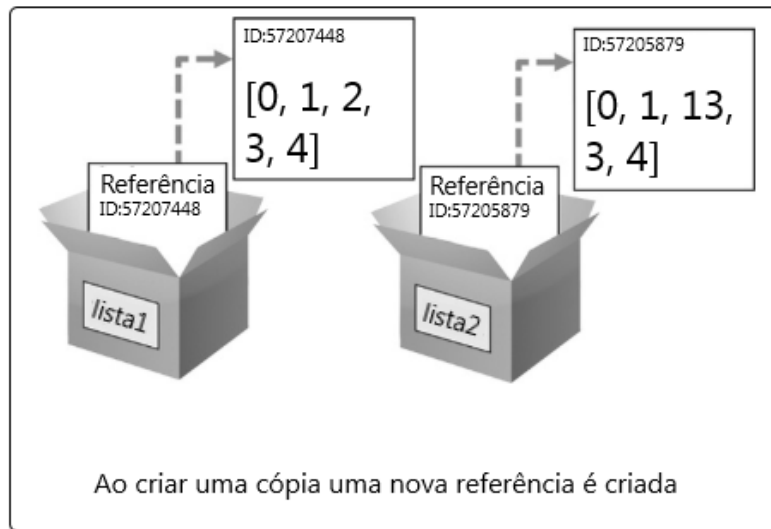 ID:57207448
[0, 1, 2,
3, 4]
Referência
ID:57207448
lista1
ID:57205879
[0, 1, 13,
3, 4]
Referência
ID:57205879
lista2
Ao criar uma cópia uma nova referência é criada